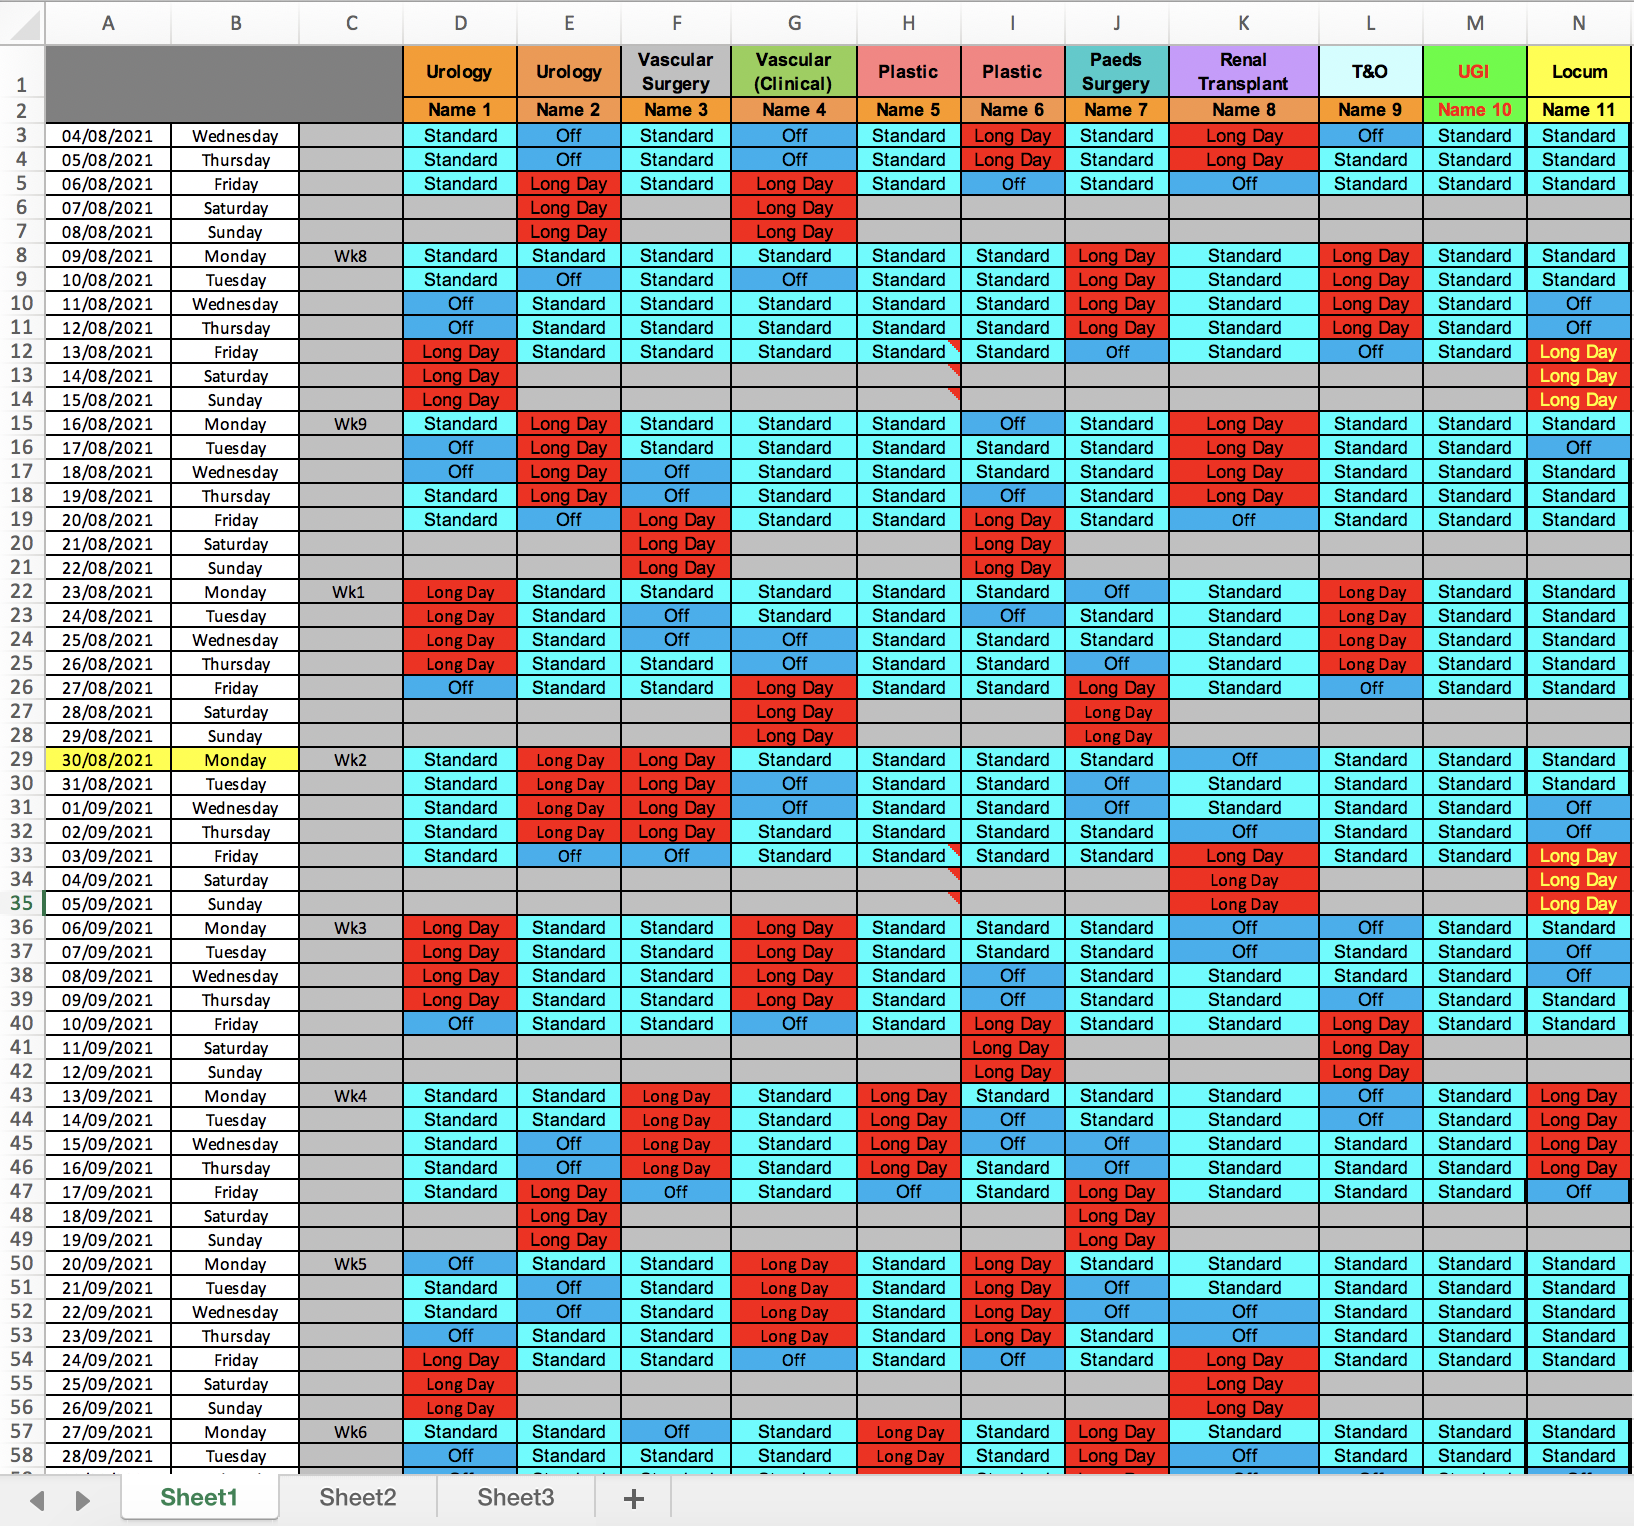 A B C D E F G H I J K L M N
1 Urology Urology Vascular Surgery Vascular (Clinical) Plastic Plastic Paeds Surgery Renal Transplant T&O UGI Locum
2 Name 1 Name 2 Name 3 Name 4 Name 5 Name 6 Name 7 Name 8 Name 9 Name 10 Name 11
3 04/08/2021 Wednesday Standard Off Standard Off Standard Long Day Standard Long Day Off Standard Standard
4 05/08/2021 Thursday Standard Off Standard Off Standard Long Day Standard Long Day Standard Standard Standard
5 06/08/2021 Friday Standard Long Day Standard Long Day Standard Off Standard Off Standard Standard Standard
6 07/08/2021 Saturday Long Day Long Day
7 08/08/2021 Sunday Long Day Long Day
8 09/08/2021 Monday Wk8 Standard Standard Standard Standard Standard Standard Long Day Standard Long Day Standard Standard
9 10/08/2021 Tuesday Standard Off Standard Off Standard Standard Long Day Standard Long Day Standard Standard
10 11/08/2021 Wednesday Off Standard Standard Standard Standard Standard Long Day Standard Long Day Standard Off
11 12/08/2021 Thursday Off Standard Standard Standard Standard Standard Long Day Standard Long Day Standard Off
12 13/08/2021 Friday Long Day Standard Standard Standard Standard Standard Off Standard Off Standard Long Day
13 14/08/2021 Saturday Long Day Long Day
14 15/08/2021 Sunday Long Day Long Day
15 16/08/2021 Monday Wk9 Standard Long Day Standard Standard Standard Off Standard Long Day Standard Standard Standard
16 17/08/2021 Tuesday Off Long Day Standard Standard Standard Standard Standard Long Day Standard Standard Off
17 18/08/2021 Wednesday Off Long Day Off Standard Standard Standard Standard Long Day Standard Standard Standard
18 19/08/2021 Thursday Standard Long Day Off Standard Standard Off Standard Long Day Standard Standard Standard
19 20/08/2021 Friday Standard Off Long Day Standard Standard Long Day Standard Off Standard Standard Standard
20 21/08/2021 Saturday Long Day Long Day
21 22/08/2021 Sunday Long Day Long Day
22 23/08/2021 Monday Wk1 Long Day Standard Standard Standard Standard Standard Off Standard Long Day Standard Standard
23 24/08/2021 Tuesday Long Day Standard Off Standard Standard Off Standard Standard Long Day Standard Standard
24 25/08/2021 Wednesday Long Day Standard Off Off Standard Standard Standard Standard Long Day Standard Standard
25 26/08/2021 Thursday Long Day Standard Standard Off Standard Standard Off Standard Long Day Standard Standard
26 27/08/2021 Friday Off Standard Standard Long Day Standard Standard Long Day Standard Off Standard Standard
27 28/08/2021 Saturday Long Day Long Day
28 29/08/2021 Sunday Long Day Long Day
29 30/08/2021 Monday Wk2 Standard Long Day Long Day Standard Standard Standard Standard Off Standard Standard Standard
30 31/08/2021 Tuesday Standard Long Day Long Day Off Standard Standard Off Standard Standard Standard Standard
31 01/09/2021 Wednesday Standard Long Day Long Day Off Standard Standard Off Standard Standard Standard Off
32 02/09/2021 Thursday Standard Long Day Long Day Standard Standard Standard Standard Off Standard Standard Off
33 03/09/2021 Friday Standard Off Off Standard Standard Standard Standard Long Day Standard Standard Long Day
34 04/09/2021 Saturday Long Day Long Day
35 05/09/2021 Sunday Long Day Long Day
36 06/09/2021 Monday Wk3 Long Day Standard Standard Long Day Standard Standard Standard Off Off Standard Standard
37 07/09/2021 Tuesday Long Day Standard Standard Long Day Standard Standard Standard Off Standard Standard Off
38 08/09/2021 Wednesday Long Day Standard Standard Long Day Standard Off Standard Standard Standard Standard Off
39 09/09/2021 Thursday Long Day Standard Standard Long Day Standard Off Standard Standard Off Standard Standard
40 10/09/2021 Friday Off Standard Standard Off Standard Long Day Standard Standard Long Day Standard Standard
41 11/09/2021 Saturday Long Day Long Day
42 12/09/2021 Sunday Long Day Long Day
43 13/09/2021 Monday Wk4 Standard Standard Long Day Standard Long Day Standard Standard Standard Off Standard Long Day
44 14/09/2021 Tuesday Standard Standard Long Day Standard Long Day Off Standard Standard Off Standard Long Day
45 15/09/2021 Wednesday Standard Off Long Day Standard Long Day Off Off Standard Standard Standard Long Day
46 16/09/2021 Thursday Standard Off Long Day Standard Long Day Standard Off Standard Standard Standard Long Day
47 17/09/2021 Friday Standard Long Day Off Standard Off Standard Long Day Standard Standard Standard Off
48 18/09/2021 Saturday Long Day Long Day
49 19/09/2021 Sunday Long Day Long Day
50 20/09/2021 Monday Wk5 Off Standard Standard Long Day Standard Long Day Standard Standard Standard Standard Standard
51 21/09/2021 Tuesday Standard Off Standard Long Day Standard Long Day Off Standard Standard Standard Standard
52 22/09/2021 Wednesday Standard Off Standard Long Day Standard Long Day Off Off Standard Standard Standard
53 23/09/2021 Thursday Off Standard Standard Long Day Standard Long Day Standard Off Standard Standard Standard
54 24/09/2021 Friday Long Day Standard Standard Off Standard Off Standard Long Day Standard Standard Standard
55 25/09/2021 Saturday Long Day Long Day
56 26/09/2021 Sunday Long Day Long Day
57 27/09/2021 Monday Wk6 Standard Standard Off Standard Long Day Standard Long Day Standard Standard Standard Standard
58 28/09/2021 Tuesday Off Standard Standard Standard Long Day Standard Long Day Off Standard Standard Standard
Sheet1 Sheet2 Sheet3 +